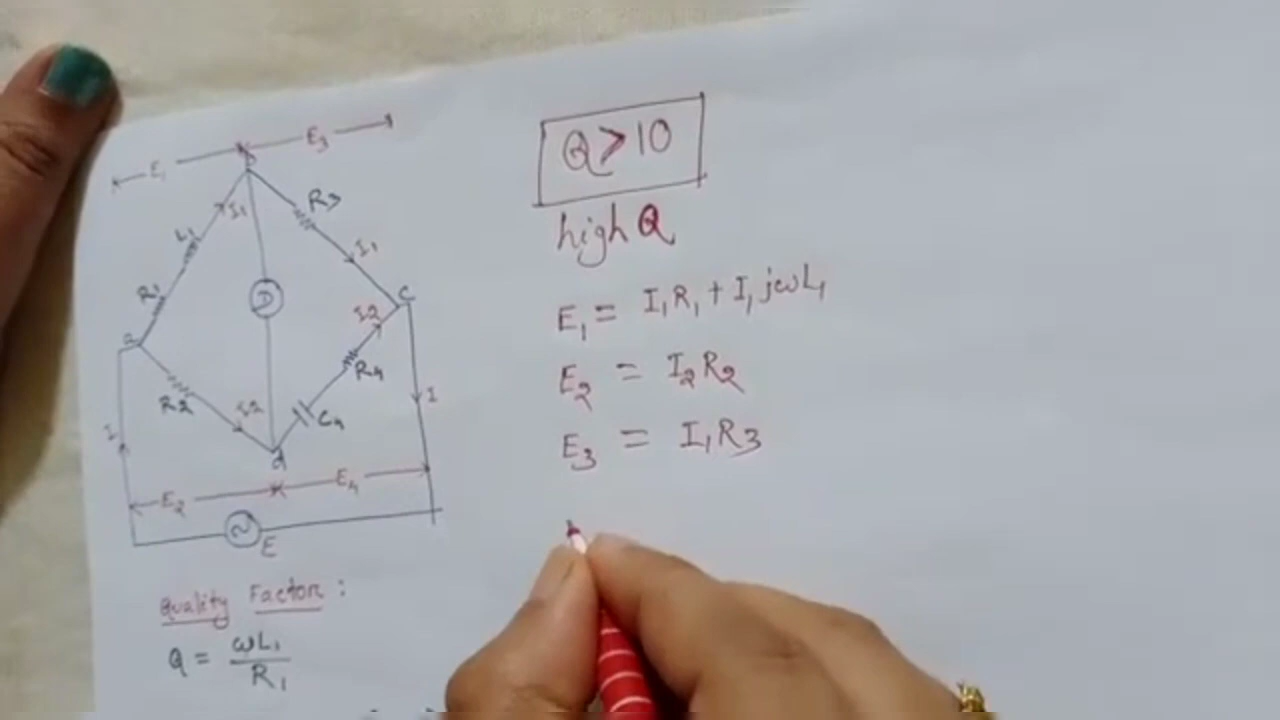 E₁ E₃
b
I₁ R₃
L₁ I₁
R₁ D C
a I2
R2 I2 R₄
C₄
I d I
E₂ E₄
E
Quality Factor :
Q = ωL₁ / R₁
Q > 10
high Q
E₁ = I₁R₁ + I₁jωL₁
E₂ = I₂R₂
E₃ = I₁R₃